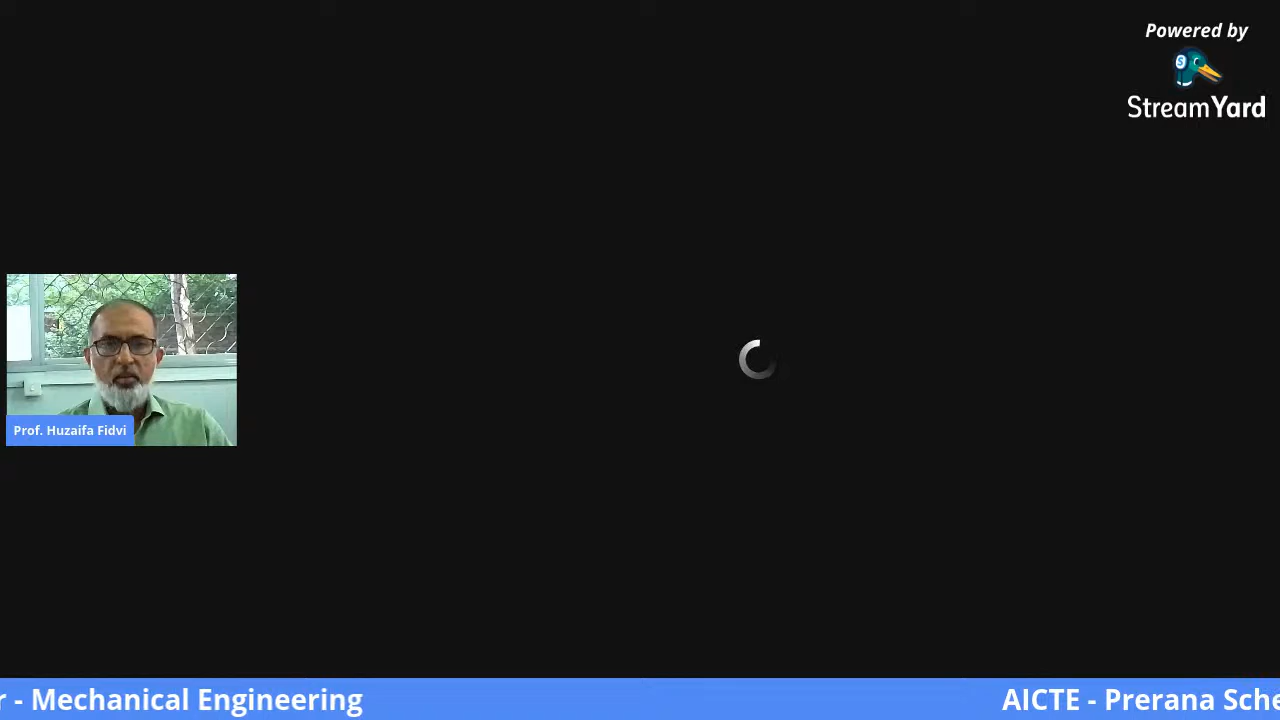 Powered by
StreamYard
Prof. Huzaifa Fidvi
r - Mechanical Engineering
AICTE - Prerana Sche